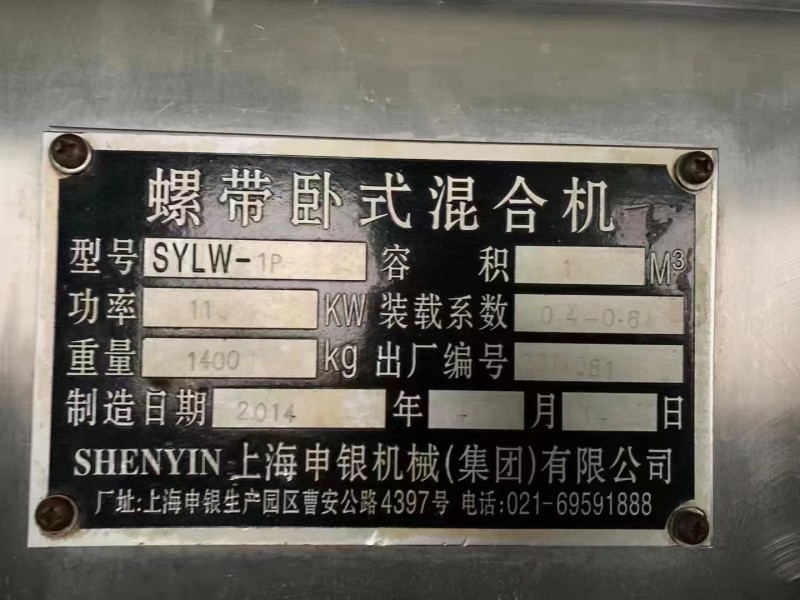 螺带卧式混合机
型号 SYLW-1P 容积 1 M³
功率 11 KW 装载系数 0.4-0.6
重量 1400 kg 出厂编号
制造日期 2014 年 4 月 日
SHENYIN 上海申银机械(集团)有限公司
厂址:上海申银生产园区曹安公路4397号 电话:021-69591888